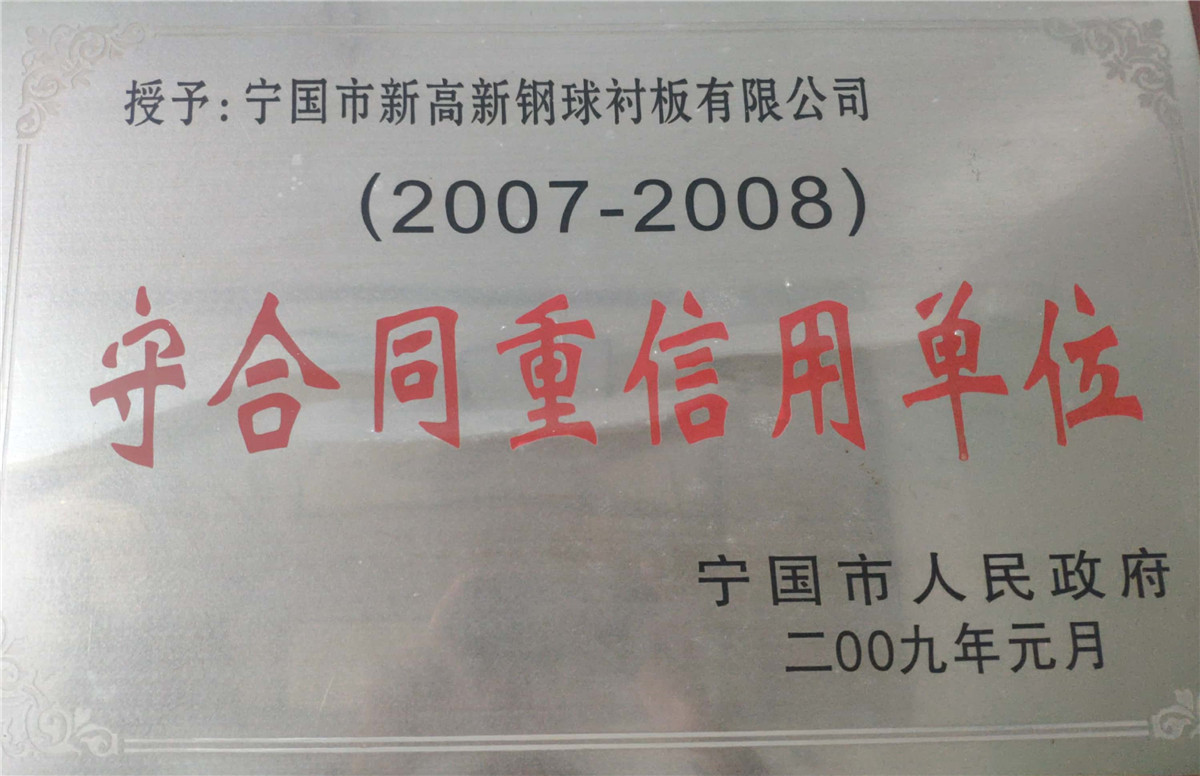 授予:宁国市新高新钢球衬板有限公司
(2007-2008)
守合同重信用单位
宁国市人民政府
二00九年元月